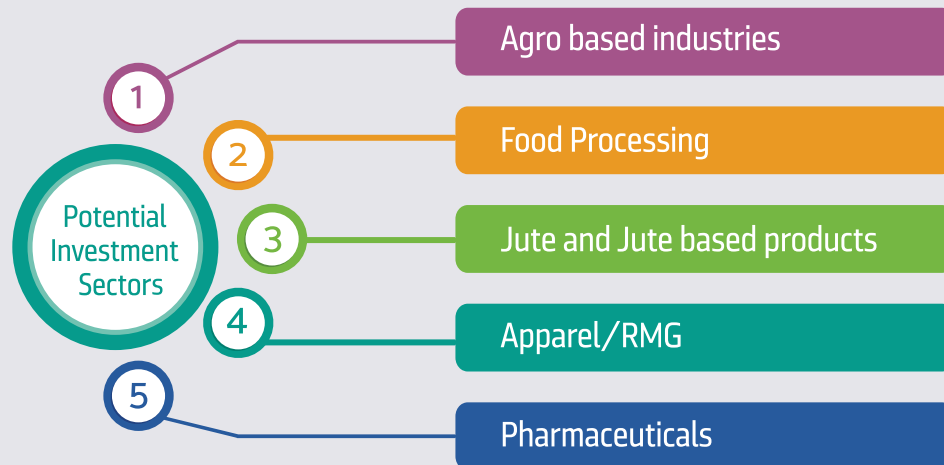 Potential
Investment
Sectors
1
Agro based industries
2
Food Processing
3
Jute and Jute based products
4
Apparel/RMG
5
Pharmaceuticals